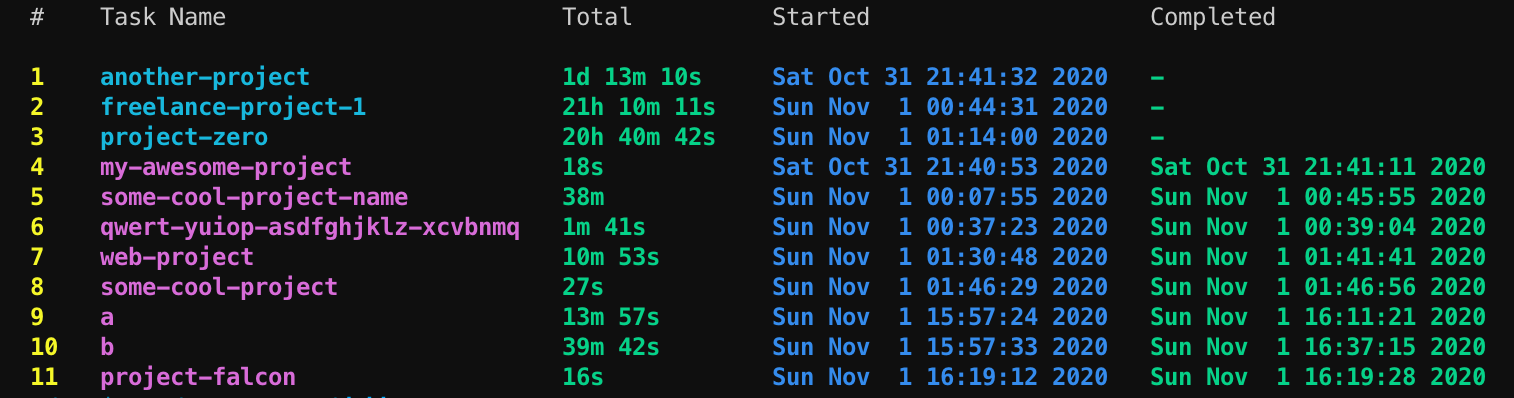 # Task Name Total Started Completed
1 another-project 1d 13m 10s Sat Oct 31 21:41:32 2020 -
2 freelance-project-1 21h 10m 11s Sun Nov  1 00:44:31 2020 -
3 project-zero 20h 40m 42s Sun Nov  1 01:14:00 2020 -
4 my-awesome-project 18s Sat Oct 31 21:40:53 2020 Sat Oct 31 21:41:11 2020
5 some-cool-project-name 38m Sun Nov  1 00:07:55 2020 Sun Nov  1 00:45:55 2020
6 qwert-yuiop-asdfghjklz-xcvbnmq 1m 41s Sun Nov  1 00:37:23 2020 Sun Nov  1 00:39:04 2020
7 web-project 10m 53s Sun Nov  1 01:30:48 2020 Sun Nov  1 01:41:41 2020
8 some-cool-project 27s Sun Nov  1 01:46:29 2020 Sun Nov  1 01:46:56 2020
9 a 13m 57s Sun Nov  1 15:57:24 2020 Sun Nov  1 16:11:21 2020
10 b 39m 42s Sun Nov  1 15:57:33 2020 Sun Nov  1 16:37:15 2020
11 project-falcon 16s Sun Nov  1 16:19:12 2020 Sun Nov  1 16:19:28 2020